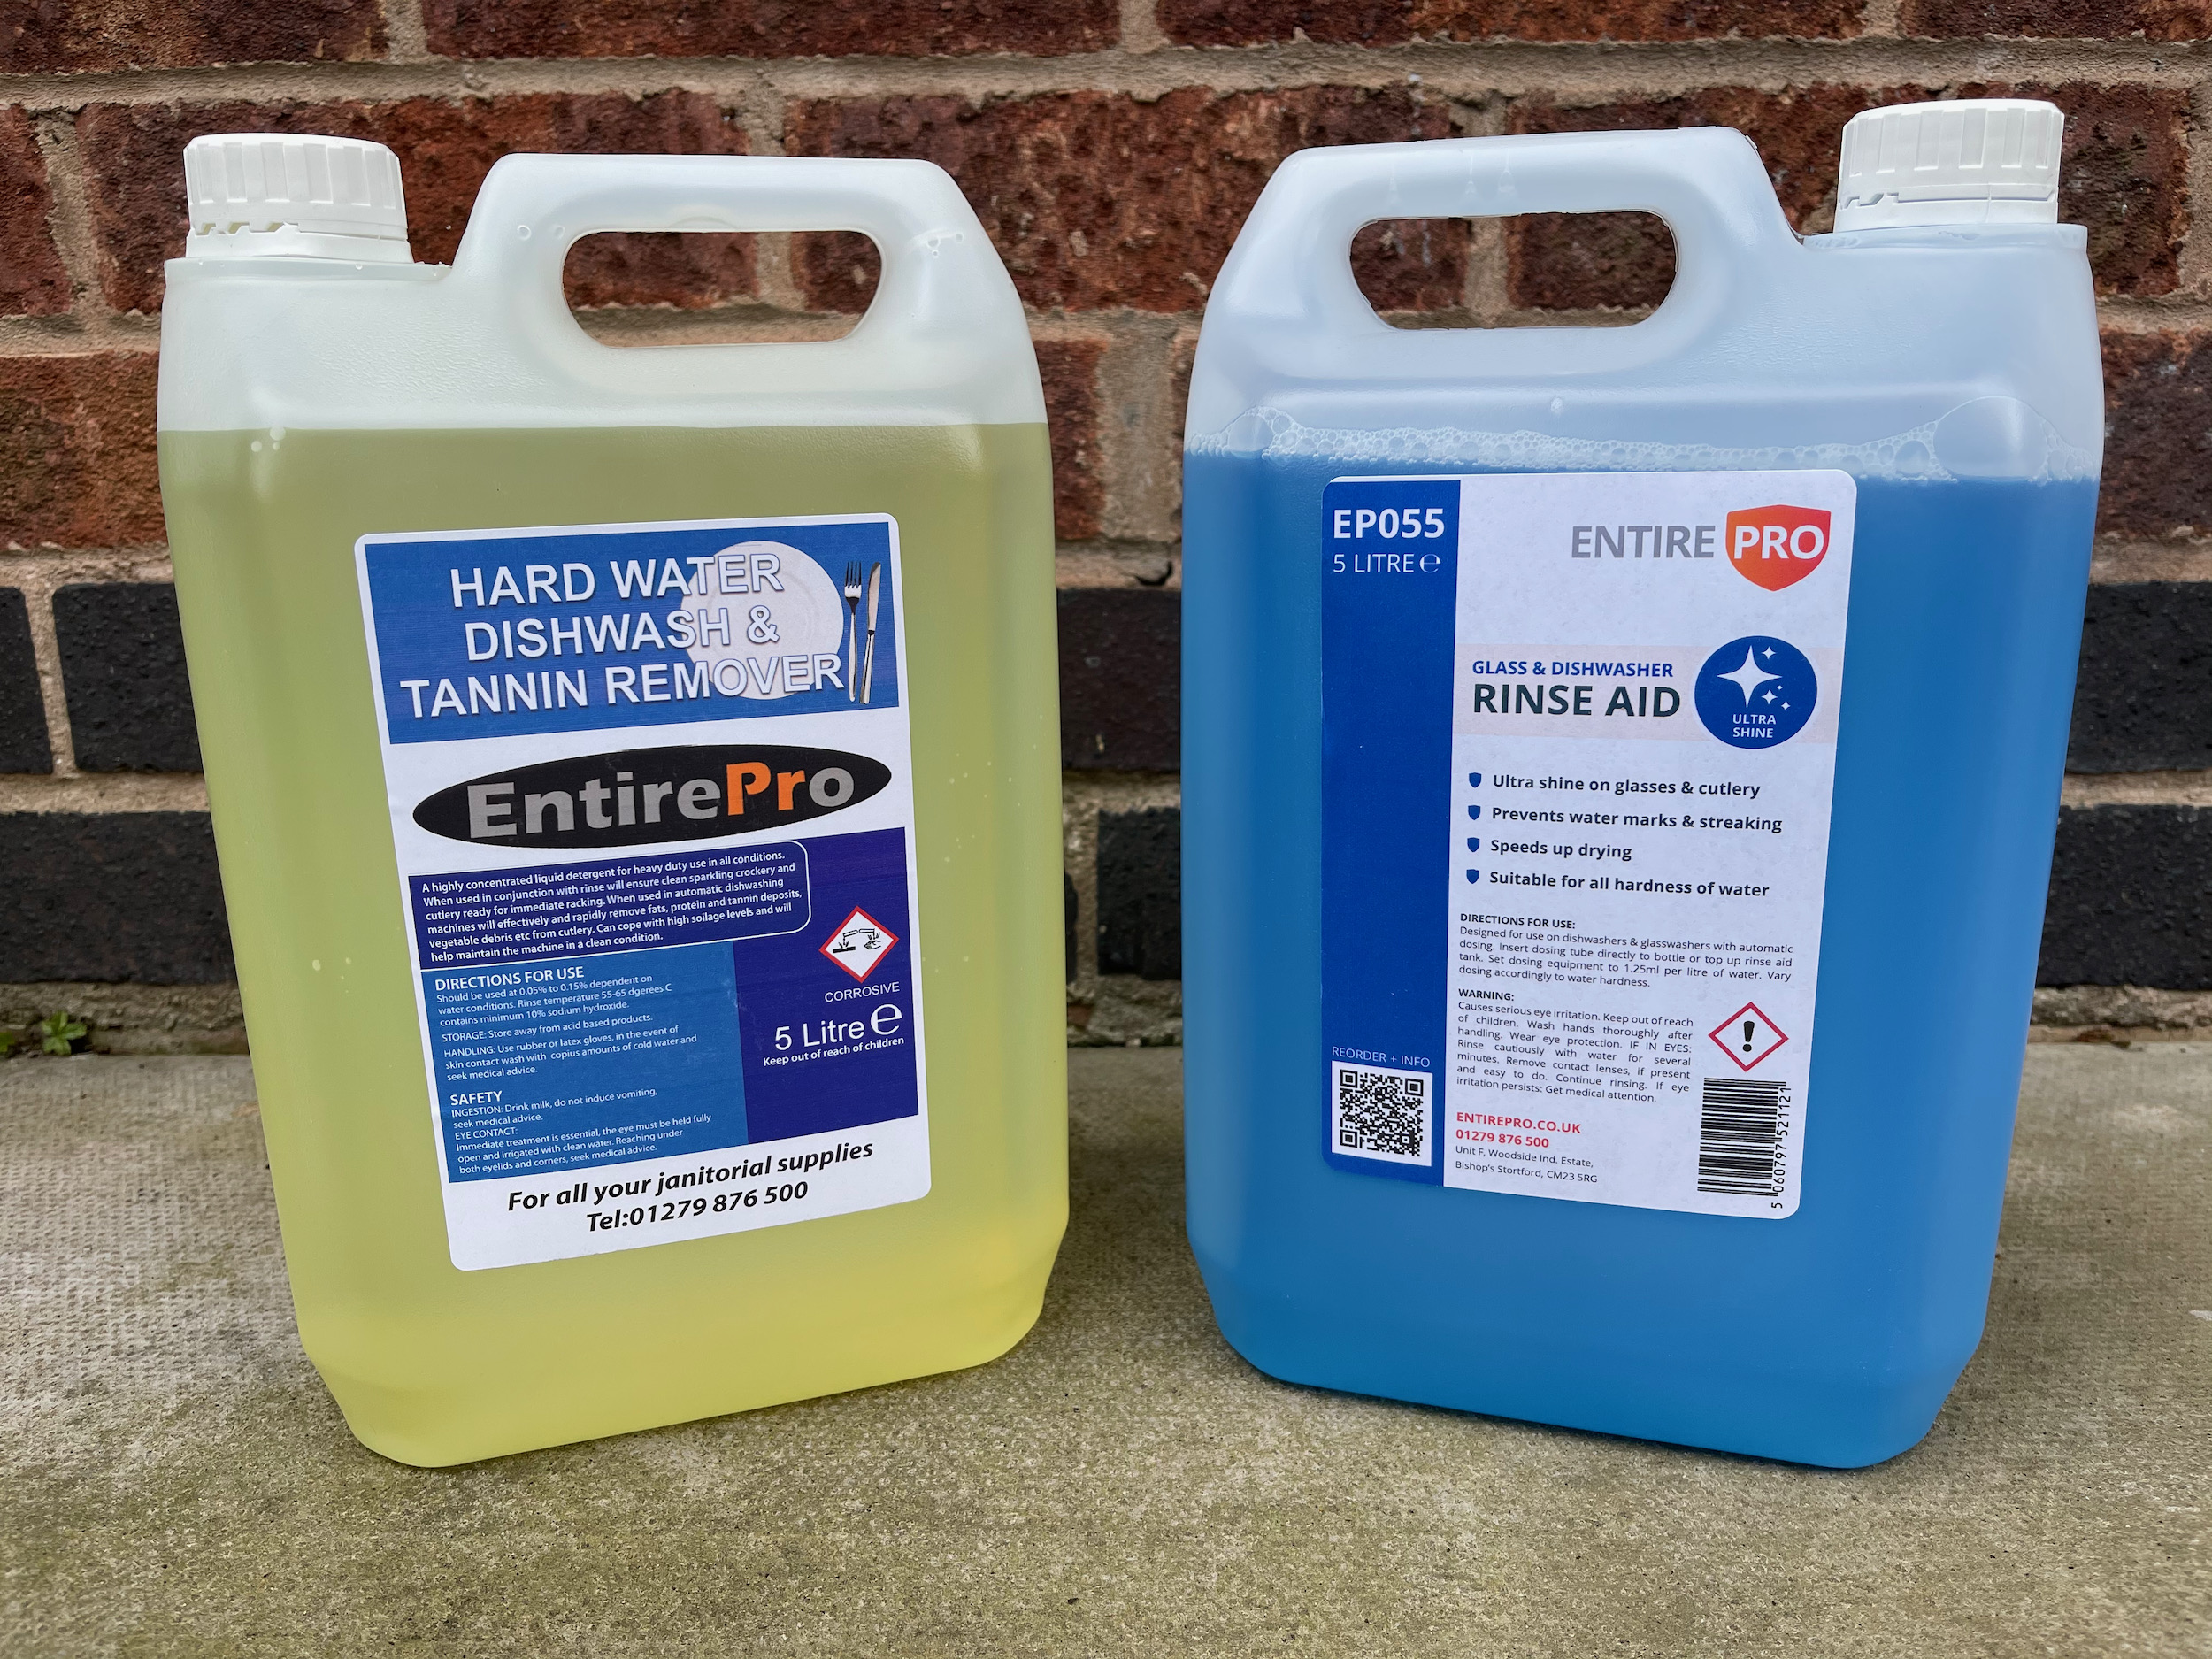 HARD WATER
DISHWASH &
TANNIN REMOVER
EntirePro
A highly concentrated liquid detergent for heavy duty use in all conditions.
When used in conjunction with rinse will ensure clean sparkling crockery and
cutlery ready for immediate racking. When used in automatic dishwashing
machines will effectively and rapidly remove fats, protein and tannin deposits,
vegetable debris etc from cutlery. Can cope with high soilage levels and will
help maintain the machine in a clean condition.
DIRECTIONS FOR USE
Should be used at 0.05% to 0.15% dependent on
water conditions. Rinse temperature 55-65 dgerees C
contains minimum 10% sodium hydroxide.
STORAGE: Store away from acid based products.
HANDLING: Use rubber or latex gloves, in the event of
skin contact wash with copius amounts of cold water and
seek medical advice.
SAFETY
INGESTION: Drink milk, do not induce vomiting,
seek medical advice.
EYE CONTACT:
Immediate treatment is essential, the eye must be held fully
open and irrigated with clean water. Reaching under
both eyelids and corners, seek medical advice.
CORROSIVE
5 Litre e
Keep out of reach of children
For all your janitorial supplies
Tel:01279 876 500
EP055
5 LITRE e
ENTIRE PRO
GLASS & DISHWASHER
RINSE AID
ULTRA
SHINE
Ultra shine on glasses & cutlery
Prevents water marks & streaking
Speeds up drying
Suitable for all hardness of water
DIRECTIONS FOR USE:
Designed for use on dishwashers & glasswashers with automatic
dosing. Insert dosing tube directly to bottle or top up rinse aid
tank. Set dosing equipment to 1.25ml per litre of water. Vary
dosing accordingly to water hardness.
WARNING:
Causes serious eye irritation. Keep out of reach
of children. Wash hands thoroughly after
handling. Wear eye protection. IF IN EYES:
Rinse cautiously with water for several
minutes. Remove contact lenses, if present
and easy to do. Continue rinsing. If eye
irritation persists: Get medical attention.
REORDER + INFO
ENTIREPRO.CO.UK
01279 876 500
Unit F, Woodside Ind. Estate,
Bishop's Stortford, CM23 5RG
5 060797 521121